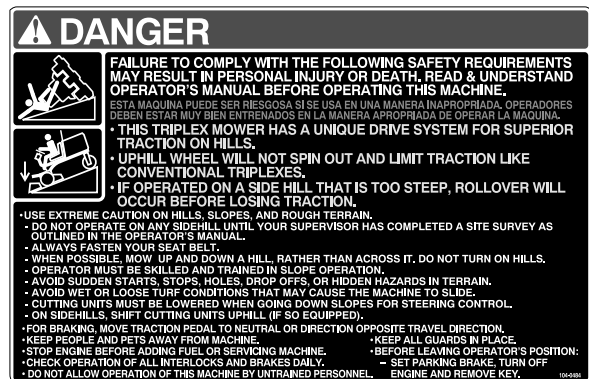 DANGER
FAILURE TO COMPLY WITH THE FOLLOWING SAFETY REQUIREMENTS
MAY RESULT IN PERSONAL INJURY OR DEATH. READ & UNDERSTAND
OPERATOR'S MANUAL BEFORE OPERATING THIS MACHINE.
ESTA MAQUINA PUEDE SER RIESGOSA SI SE USA EN UNA MANERA INAPROPRIADA. OPERADORES
DEBEN ESTAR MUY BIEN ENTRENADOS EN LA MANERA APROPRIADA DE OPERAR LA MAQUINA.
• THIS TRIPLEX MOWER HAS A UNIQUE DRIVE SYSTEM FOR SUPERIOR
TRACTION ON HILLS.
• UPHILL WHEEL WILL NOT SPIN OUT AND LIMIT TRACTION LIKE
CONVENTIONAL TRIPLEXES.
• IF OPERATED ON A SIDE HILL THAT IS TOO STEEP, ROLLOVER WILL
OCCUR BEFORE LOSING TRACTION.
•USE EXTREME CAUTION ON HILLS, SLOPES, AND ROUGH TERRAIN.
- DO NOT OPERATE ON ANY SIDEHILL UNTIL YOUR SUPERVISOR HAS COMPLETED A SITE SURVEY AS
OUTLINED IN THE OPERATOR'S MANUAL.
- ALWAYS FASTEN YOUR SEAT BELT.
- WHEN POSSIBLE, MOW UP AND DOWN A HILL, RATHER THAN ACROSS IT. DO NOT TURN ON HILLS.
- OPERATOR MUST BE SKILLED AND TRAINED IN SLOPE OPERATION.
- AVOID SUDDEN STARTS, STOPS, HOLES, DROP OFFS, OR HIDDEN HAZARDS IN TERRAIN.
- AVOID WET OR LOOSE TURF CONDITIONS THAT MAY CAUSE THE MACHINE TO SLIDE.
- CUTTING UNITS MUST BE LOWERED WHEN GOING DOWN SLOPES FOR STEERING CONTROL.
- ON SIDEHILLS, SHIFT CUTTING UNITS UPHILL (IF SO EQUIPPED).
•FOR BRAKING, MOVE TRACTION PEDAL TO NEUTRAL OR DIRECTION OPPOSITE TRAVEL DIRECTION.
•KEEP PEOPLE AND PETS AWAY FROM MACHINE.
•STOP ENGINE BEFORE ADDING FUEL OR SERVICING MACHINE.
•CHECK OPERATION OF ALL INTERLOCKS AND BRAKES DAILY.
•DO NOT ALLOW OPERATION OF THIS MACHINE BY UNTRAINED PERSONNEL.
•KEEP ALL GUARDS IN PLACE.
•BEFORE LEAVING OPERATOR'S POSITION:
– SET PARKING BRAKE, TURN OFF
ENGINE AND REMOVE KEY.
104-0484